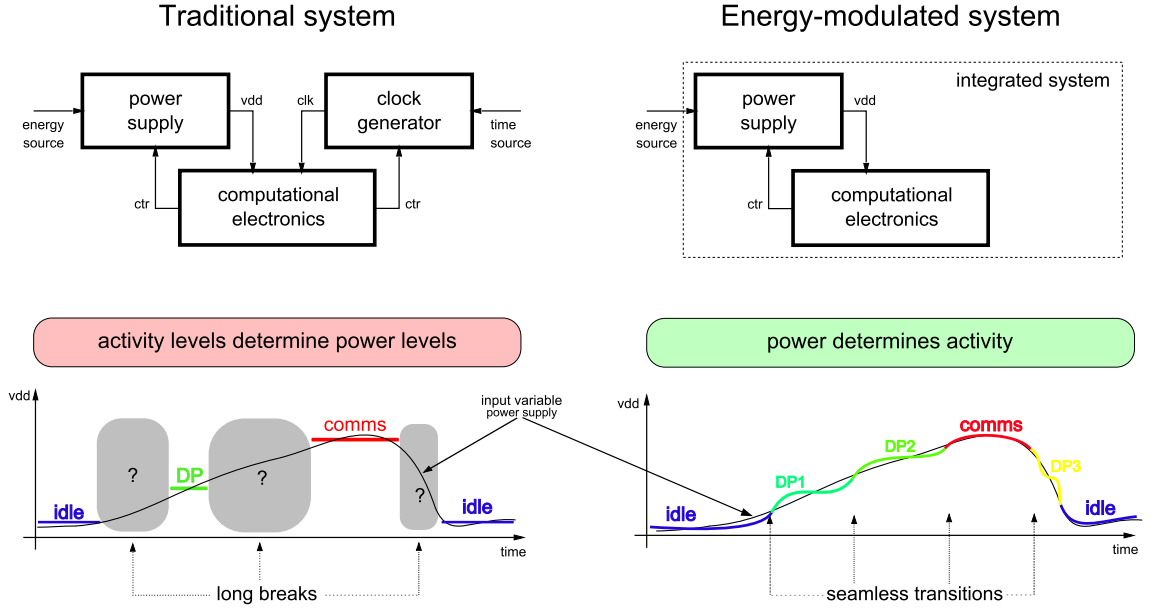 Traditional system
power
supply
vdd
clk
clock
generator
energy
source
time
source
ctr
computational
electronics
ctr
activity levels determine power levels
vdd
input variable
power supply
comms
?
DP
?
?
idle
idle
time
long breaks
Energy-modulated system
integrated system
power
supply
vdd
energy
source
ctr
computational
electronics
power determines activity
vdd
comms
DP2
DP1
DP3
idle
idle
time
seamless transitions